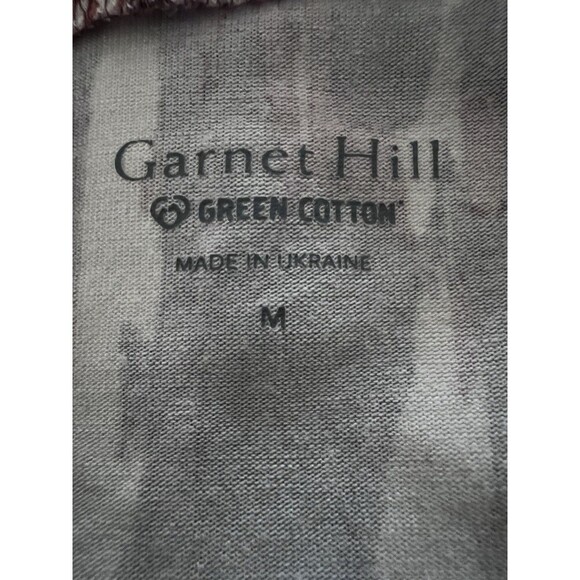 Garnet Hill
GREEN COTTON
MADE IN UKRAINE
M